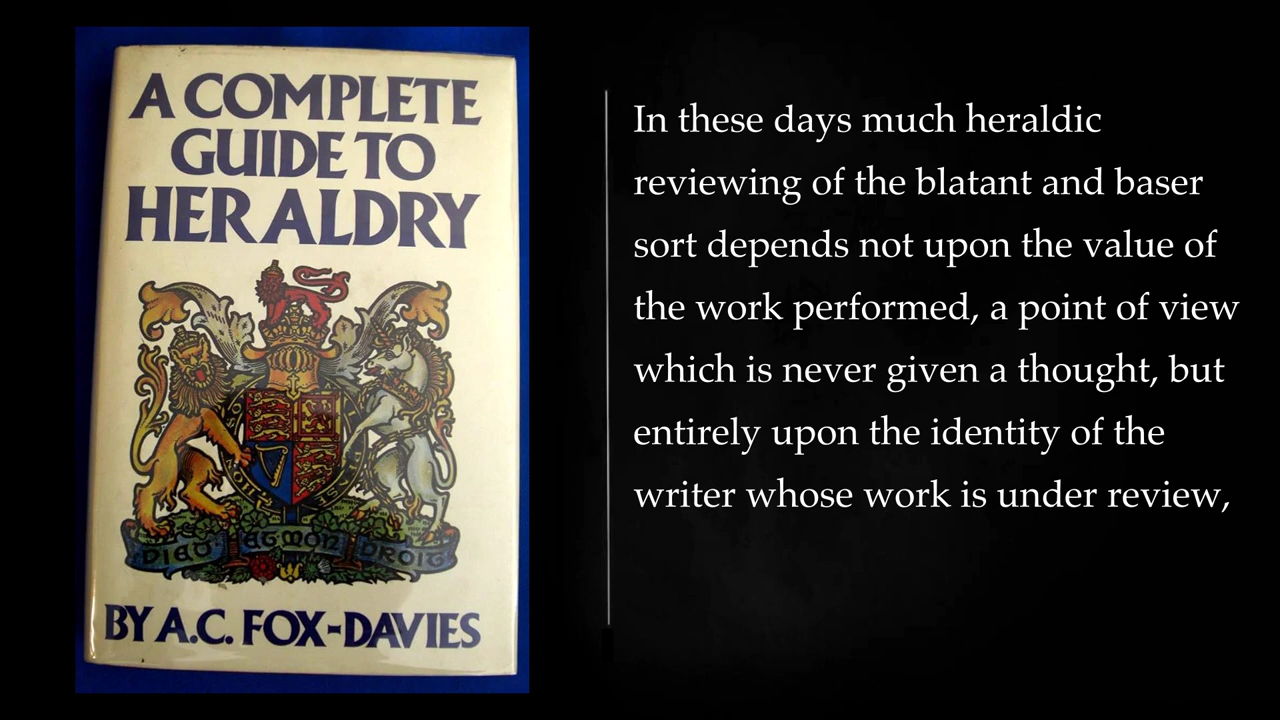 A COMPLETE
GUIDE TO
HERALDRY
DIEU ET MON DROIT
BY A.C. FOX-DAVIES
In these days much heraldic
reviewing of the blatant and baser
sort depends not upon the value of
the work performed, a point of view
which is never given a thought, but
entirely upon the identity of the
writer whose work is under review,